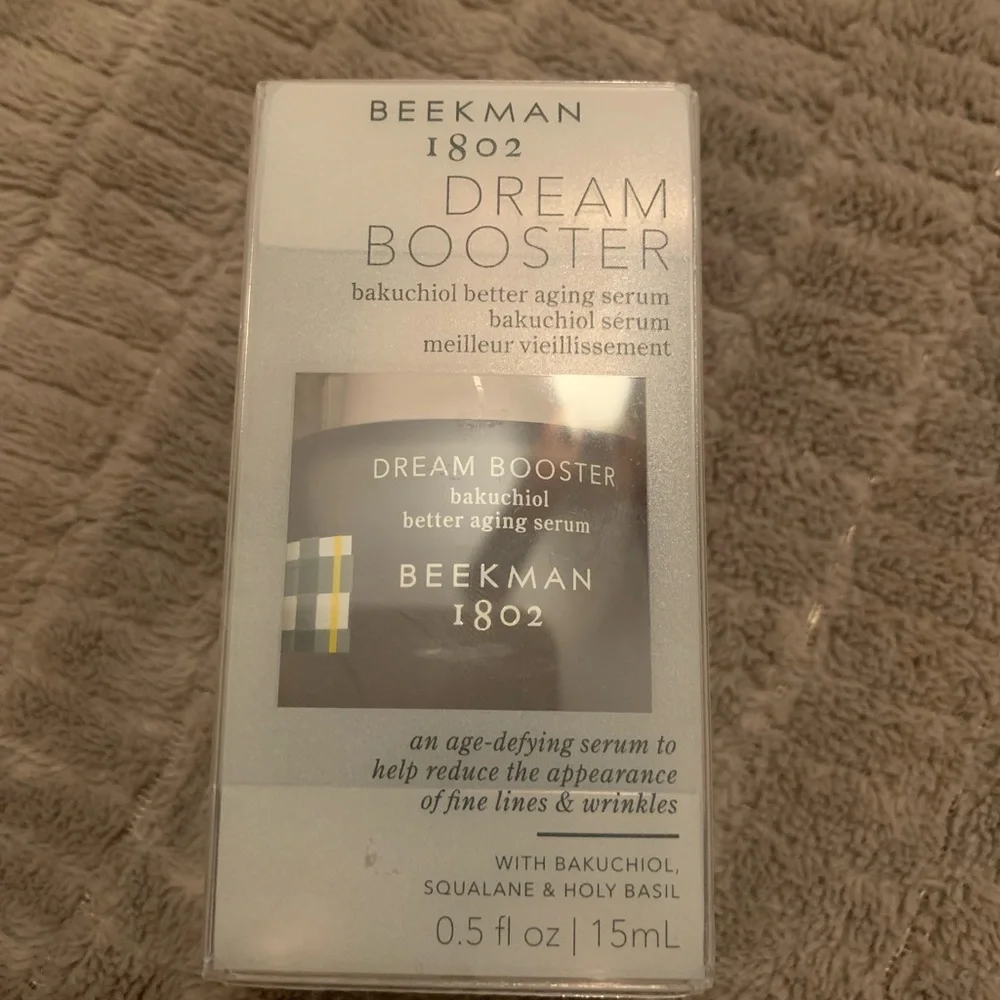 BEEKMAN
1802
DREAM
BOOSTER
bakuchiol better aging serum
bakuchiol sérum
meilleur vieillissement
DREAM BOOSTER
bakuchiol
better aging serum
BEEKMAN
1802
an age-defying serum to
help reduce the appearance
of fine lines & wrinkles
WITH BAKUCHIOL,
SQUALANE & HOLY BASIL
0.5 fl oz | 15mL